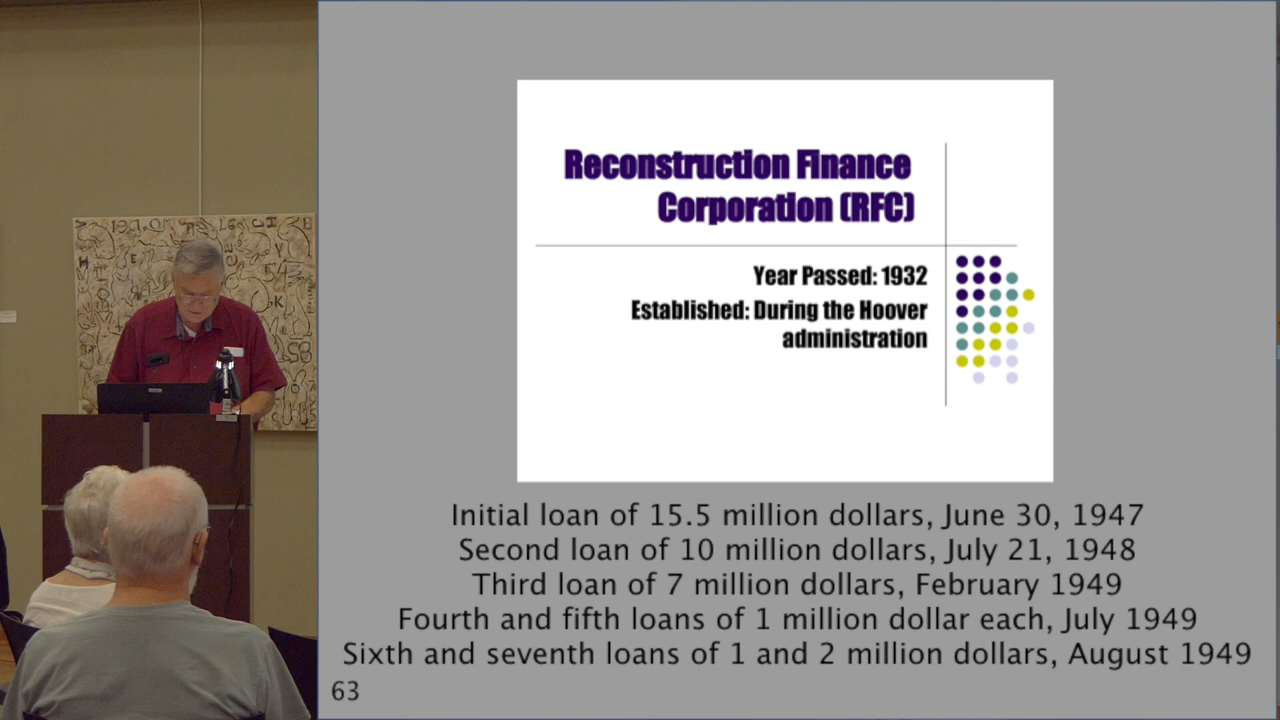 Reconstruction Finance
Corporation (RFC)
Year Passed: 1932
Established: During the Hoover
administration
Initial loan of 15.5 million dollars, June 30, 1947
Second loan of 10 million dollars, July 21, 1948
Third loan of 7 million dollars, February 1949
Fourth and fifth loans of 1 million dollar each, July 1949
Sixth and seventh loans of 1 and 2 million dollars, August 1949
63